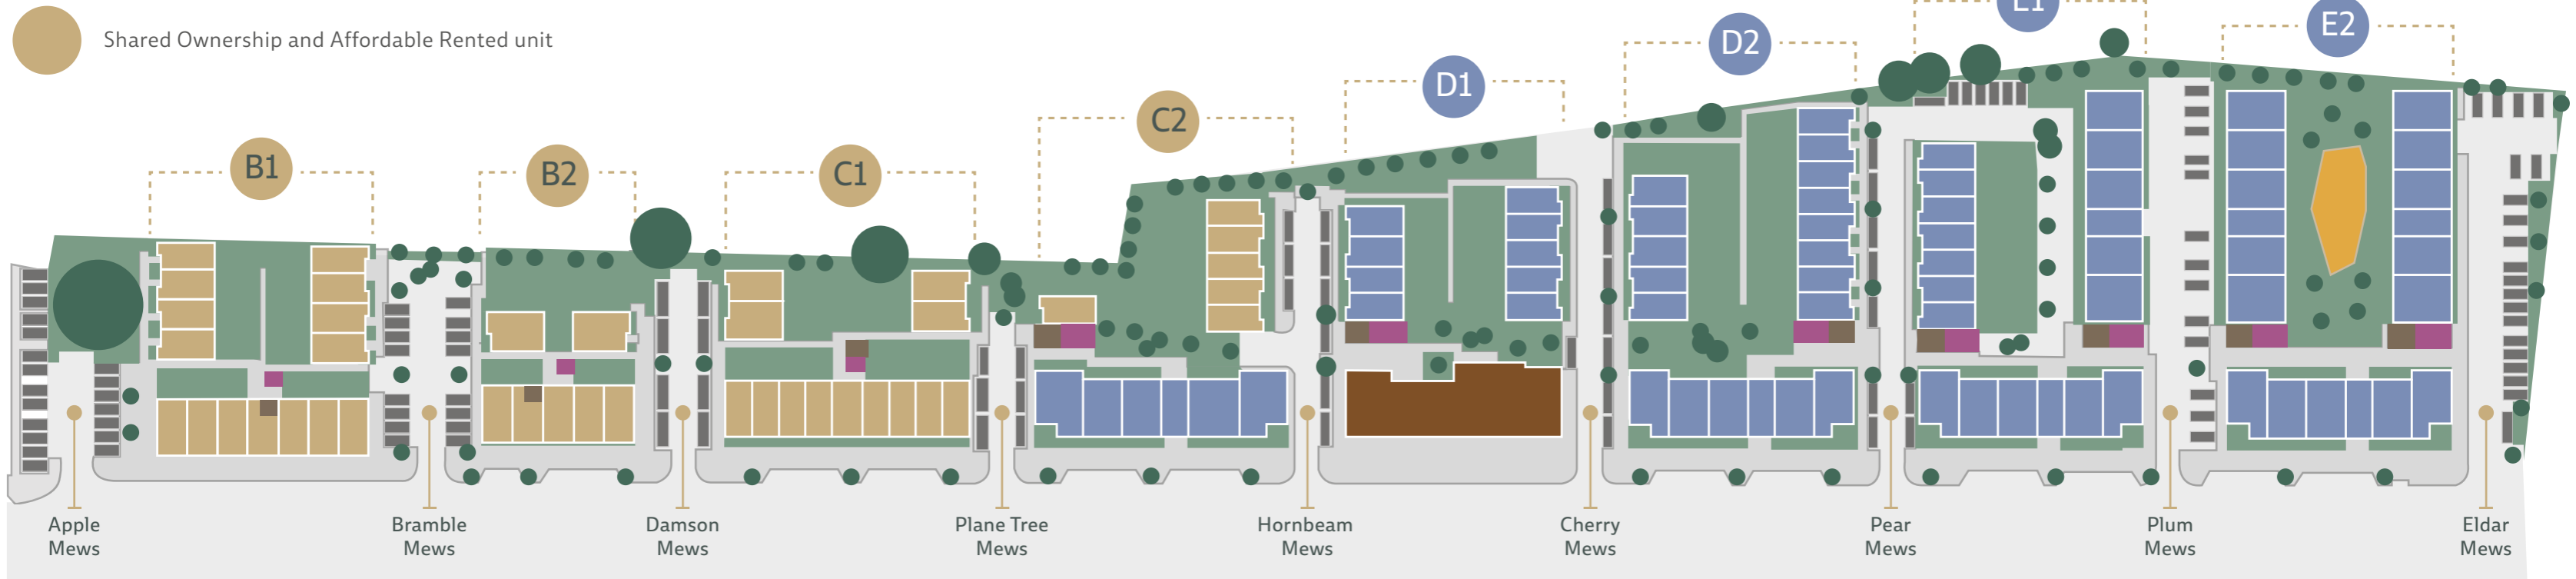 Shared Ownership and Affordable Rented unit
B1
B2
C1
C2
D1
D2
E1
E2
Apple
Mews
Bramble
Mews
Damson
Mews
Plane Tree
Mews
Hornbeam
Mews
Cherry
Mews
Pear
Mews
Plum
Mews
Eldar
Mews